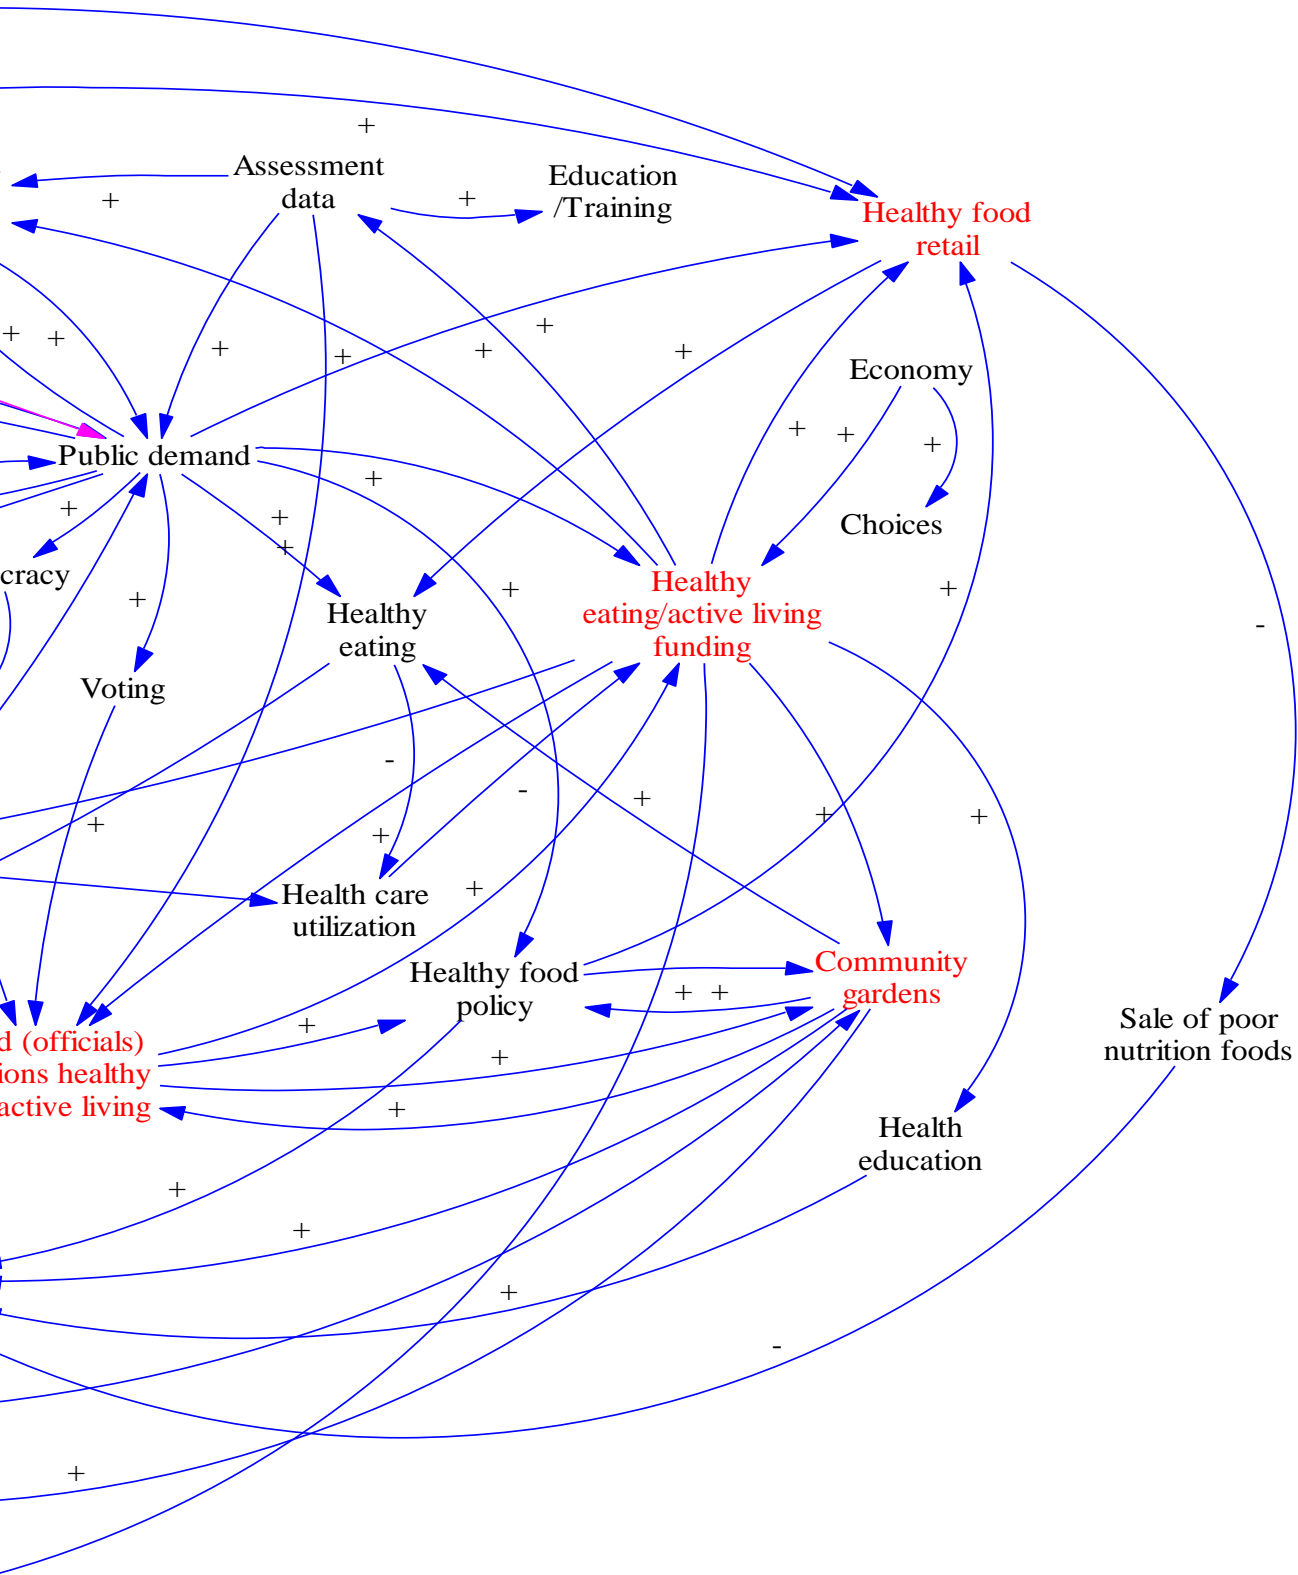 +
Assessment
data
+
+
Education
/Training
Healthy food
retail
+
+
+
+
+
+
+
Economy
+
+
+
Public demand
+
+
+
+
Choices
cracy
+
+
+
Healthy
eating
Healthy
eating/active living
funding
-
Voting
-
-
+
+
+
+
+
+
Health care
utilization
Healthy food
policy
Community
gardens
+ +
Sale of poor
nutrition foods
d (officials)
ions healthy
active living
+
+
+
Health
education
+
+
+
-
+